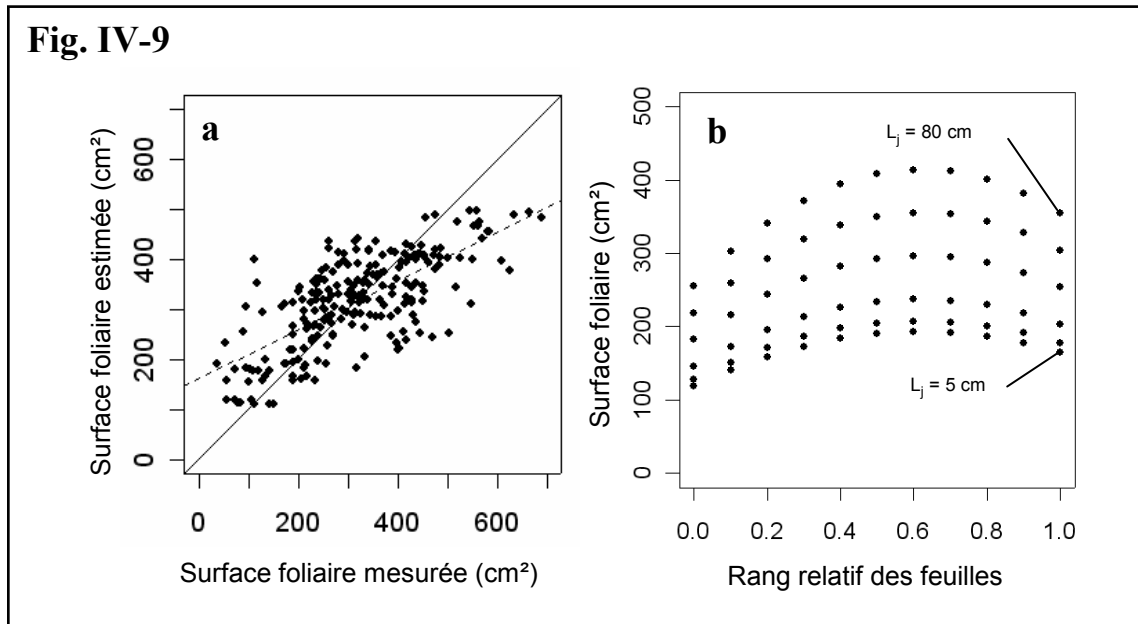 Fig. IV-9
a
Surface foliaire estimée (cm²)
600
400
200
0
0 200 400 600
Surface foliaire mesurée (cm²)
b
Surface foliaire (cm²)
500
400
300
200
100
0
L_j = 80 cm
L_j = 5 cm
0.0 0.2 0.4 0.6 0.8 1.0
Rang relatif des feuilles